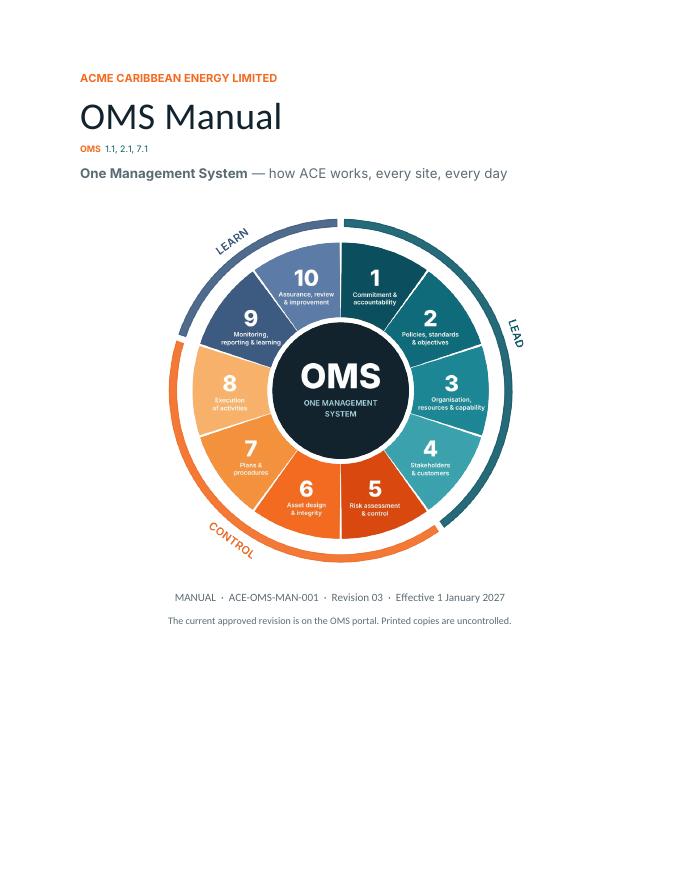 ACME CARIBBEAN ENERGY LIMITED
OMS Manual
OMS 1.1, 2.1, 7.1
One Management System — how ACE works, every site, every day
LEARN
LEAD
CONTROL
10
Assurance, review
& improvement
1
Commitment &
accountability
2
Policies, standards
& objectives
3
Organisation,
resources & capability
4
Stakeholders
& customers
5
Risk assessment
& control
6
Asset design
& integrity
7
Plans &
procedures
8
Execution
of activities
9
Monitoring,
reporting & learning
OMS
ONE MANAGEMENT
SYSTEM
MANUAL · ACE-OMS-MAN-001 · Revision 03 · Effective 1 January 2027
The current approved revision is on the OMS portal. Printed copies are uncontrolled.